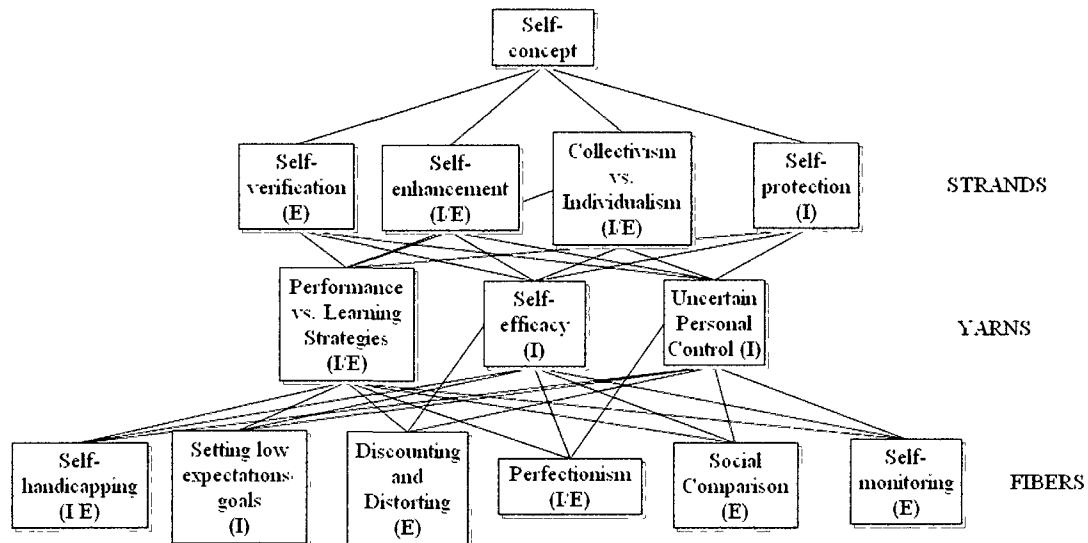 Self-
concept
Self-
verification
(E)
Self-
enhancement
(I/E)
Collectivism
vs.
Individualism
(I/E)
Self-
protection
(I)
STRANDS
Performance
vs. Learning
Strategies
(I/E)
Self-
efficacy
(I)
Uncertain
Personal
Control (I)
YARNS
Self-
handicapping
(I/E)
Setting low
expectations/
goals
(I)
Discounting
and
Distorting
(E)
Perfectionism
(I/E)
Social
Comparison
(E)
Self-
monitoring
(E)
FIBERS